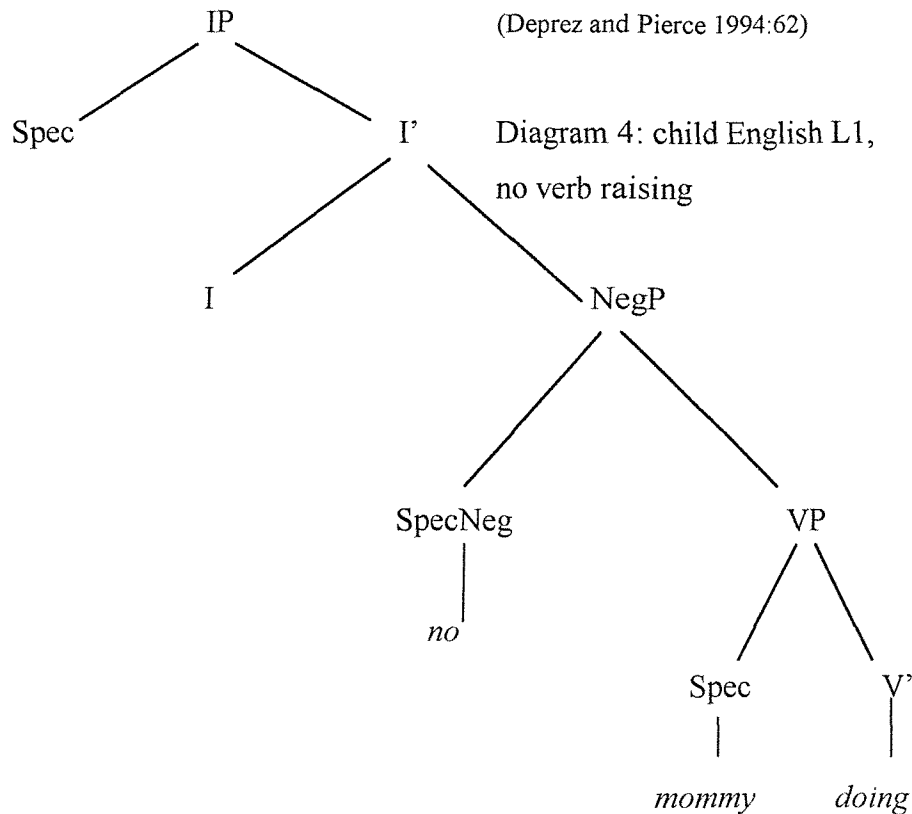 IP (Deprez and Pierce 1994:62)
Spec I’ Diagram 4: child English L1,
no verb raising
I NegP
SpecNeg VP
no
Spec V’
mommy doing